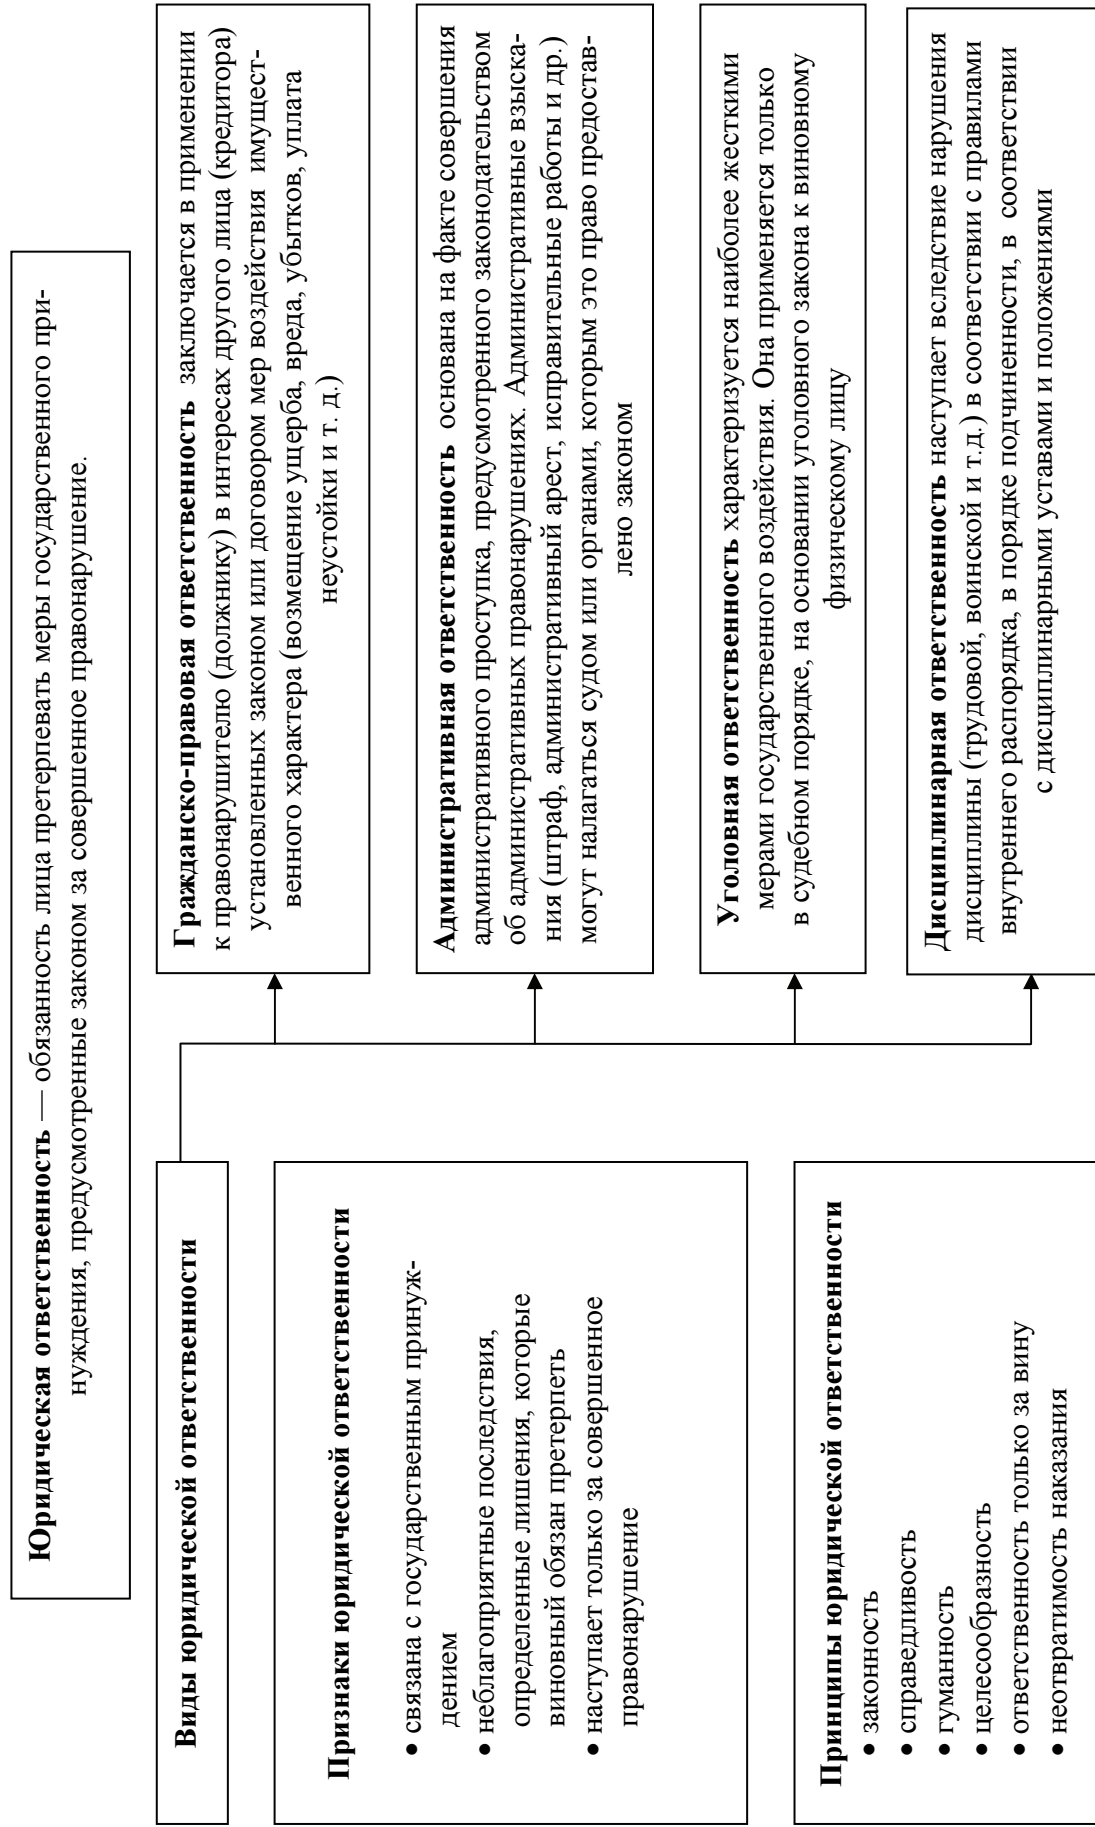 Юридическая ответственность — обязанность лица претерпевать меры государственного при-
нуждения, предусмотренные законом за совершенное правонарушение.
Виды юридической ответственности
Признаки юридической ответственности
• связана с государственным принуж-
дением
• неблагоприятные последствия,
определенные лишения, которые
виновный обязан претерпеть
• наступает только за совершенное
правонарушение
Принципы юридической ответственности
• законность
• справедливость
• гуманность
• целесообразность
• ответственность только за вину
• неотвратимость наказания
Гражданско-правовая ответственность заключается в применении
к правонарушителю (должнику) в интересах другого лица (кредитора)
установленных законом или договором мер воздействия имущест-
венного характера (возмещение ущерба, вреда, убытков, уплата
неустойки и т. д.)
Административная ответственность основана на факте совершения
административного проступка, предусмотренного законодательством
об административных правонарушениях. Административные взыска-
ния (штраф, административный арест, исправительные работы и др.)
могут налагаться судом или органами, которым это право предостав-
лено законом
Уголовная ответственность характеризуется наиболее жесткими
мерами государственного воздействия. Она применяется только
в судебном порядке, на основании уголовного закона к виновному
физическому лицу
Дисциплинарная ответственность наступает вследствие нарушения
дисциплины (трудовой, воинской и т.д.) в соответствии с правилами
внутреннего распорядка, в порядке подчиненности, в соответствии
с дисциплинарными уставами и положениями